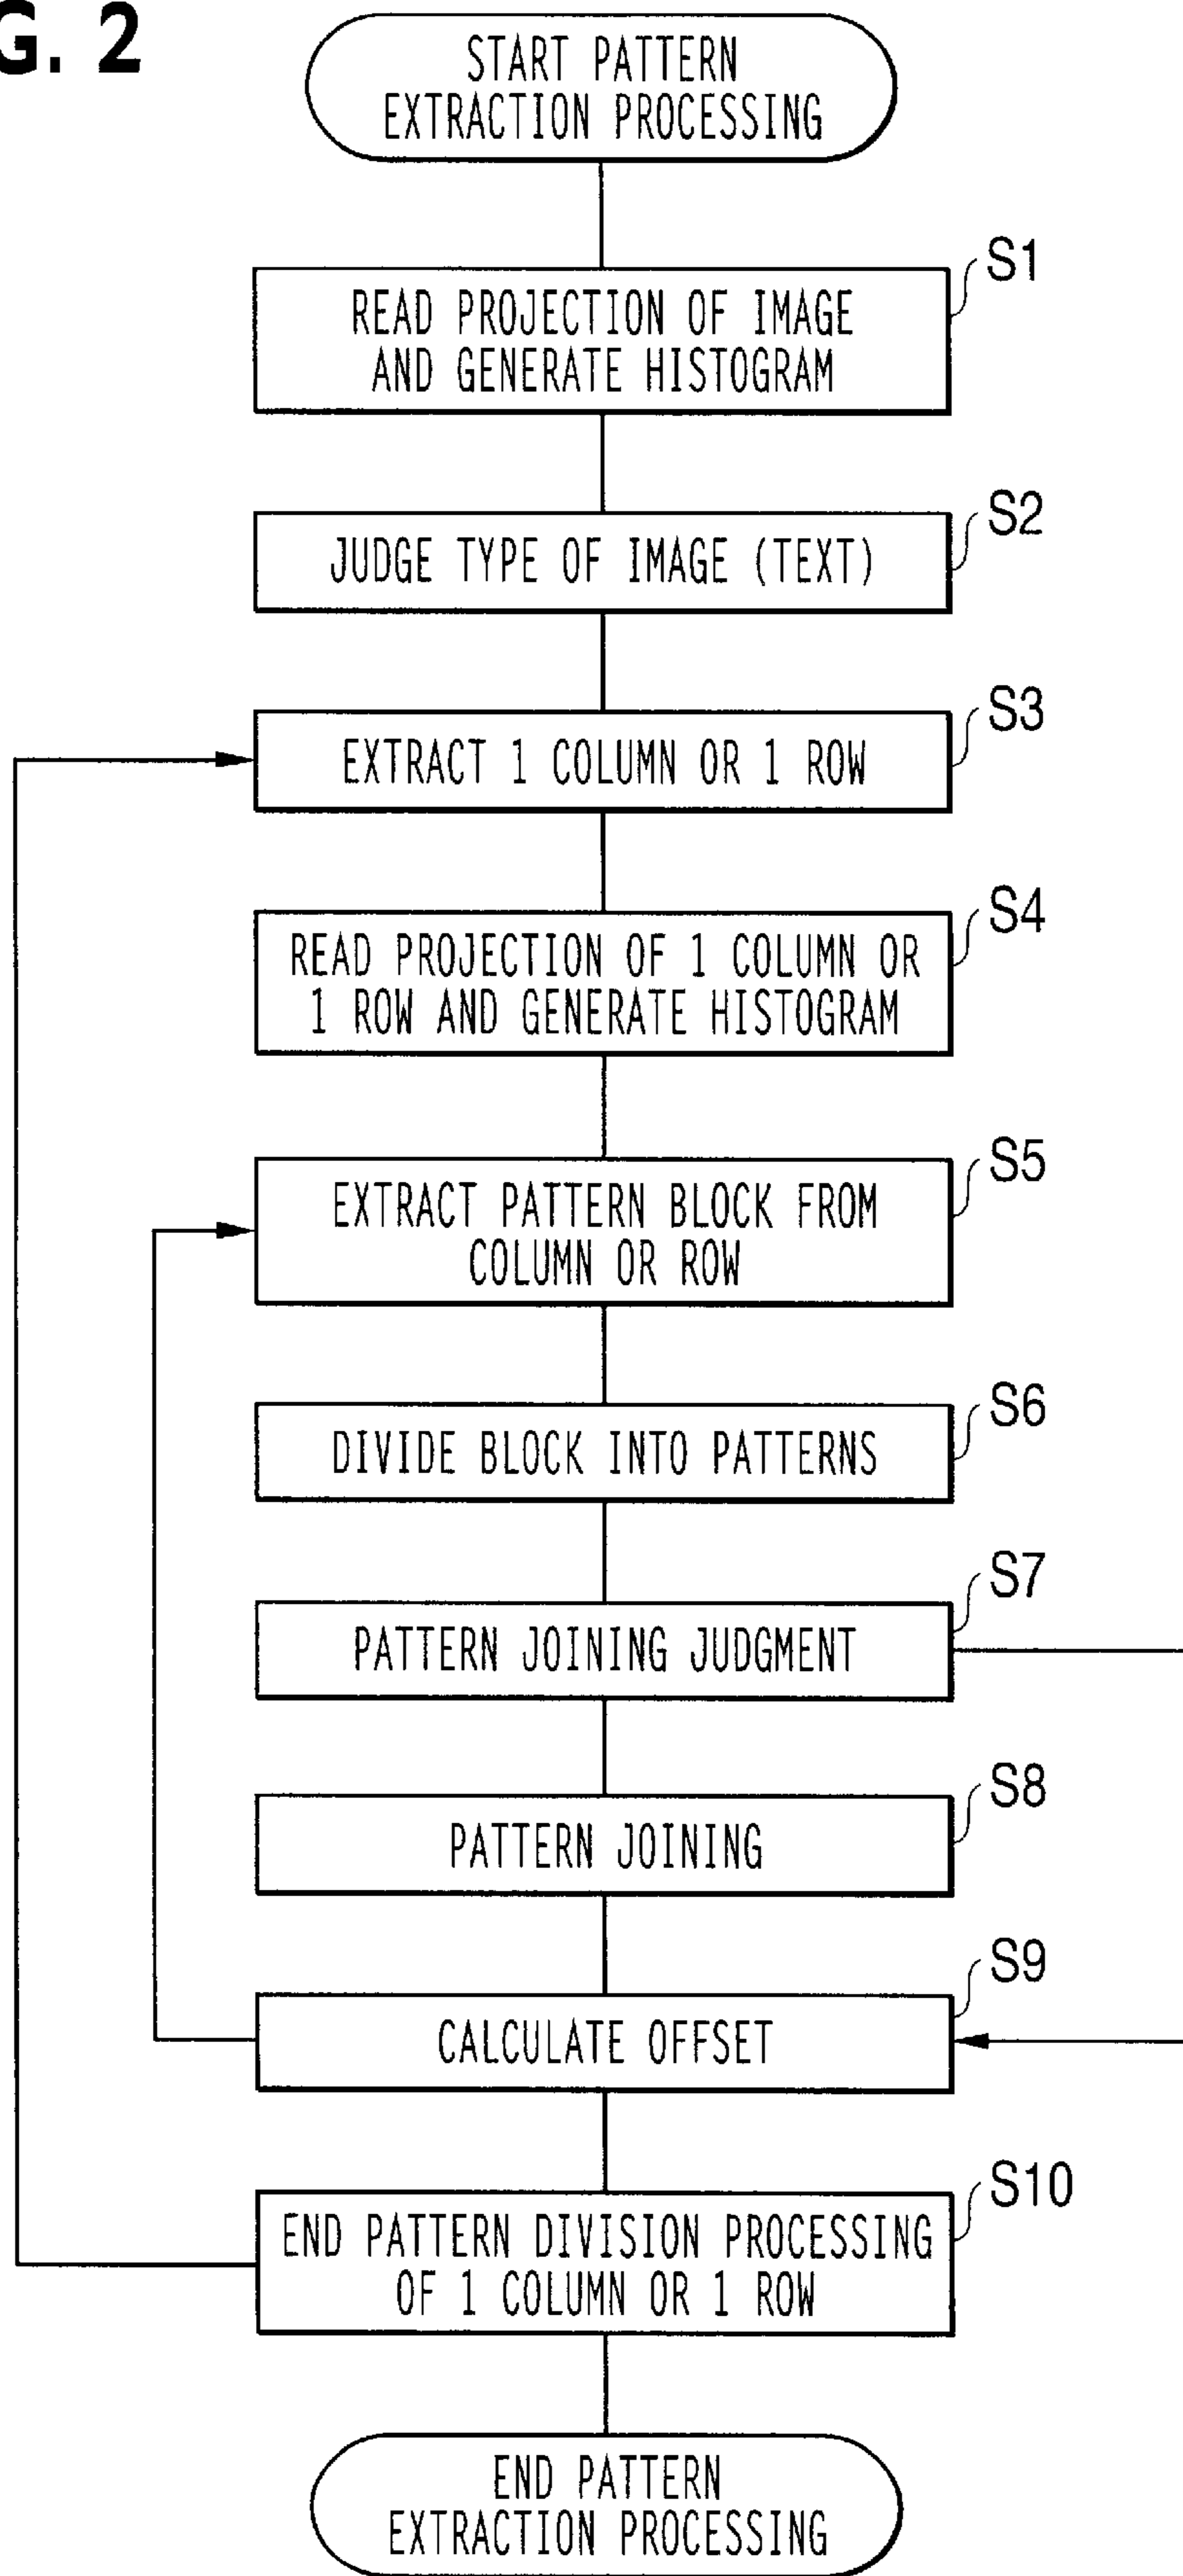 G. 2
START PATTERN
EXTRACTION PROCESSING
S1
READ PROJECTION OF IMAGE
AND GENERATE HISTOGRAM
S2
JUDGE TYPE OF IMAGE (TEXT)
S3
EXTRACT 1 COLUMN OR 1 ROW
S4
READ PROJECTION OF 1 COLUMN OR
1 ROW AND GENERATE HISTOGRAM
S5
EXTRACT PATTERN BLOCK FROM
COLUMN OR ROW
S6
DIVIDE BLOCK INTO PATTERNS
S7
PATTERN JOINING JUDGMENT
S8
PATTERN JOINING
S9
CALCULATE OFFSET
S10
END PATTERN DIVISION PROCESSING
OF 1 COLUMN OR 1 ROW
END PATTERN
EXTRACTION PROCESSING